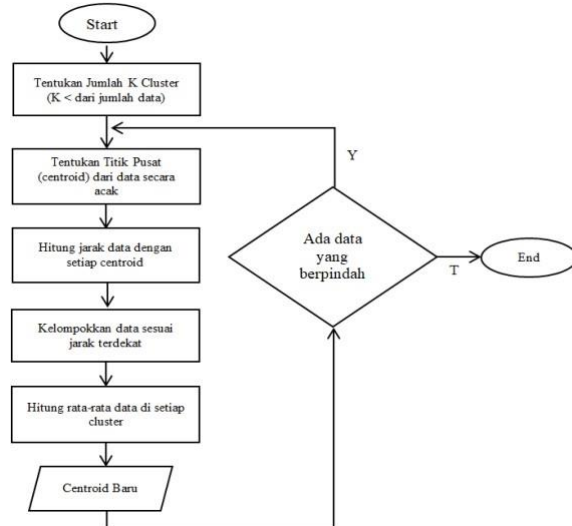 Start
Tentukan Jumlah K Cluster
(K < dari jumlah data)
Tentukan Titik Pusat
(centroid) dari data secara
acak
Hitung jarak data dengan
setiap centroid
Kelompokkan data sesuai
jarak terdekat
Hitung rata-rata data di setiap
cluster
Centroid Baru
Y
Ada data
yang
berpindah
T
End